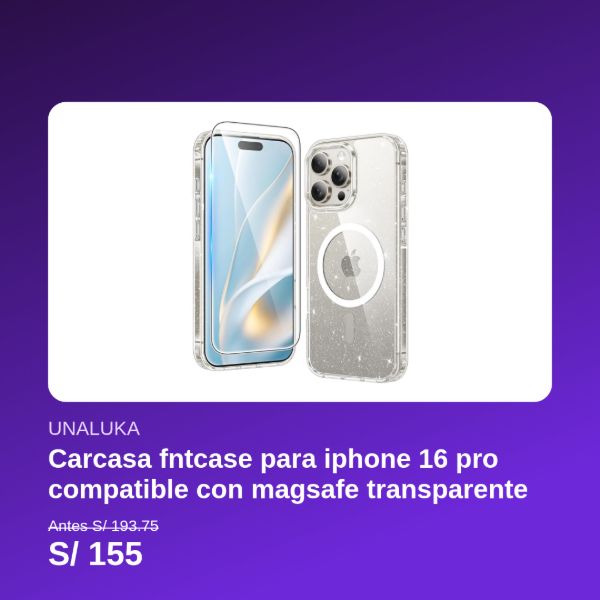 UNALUKA
Carcasa fntcase para iphone 16 pro
compatible con magsafe transparente
Antes S/ 193.75
S/ 155